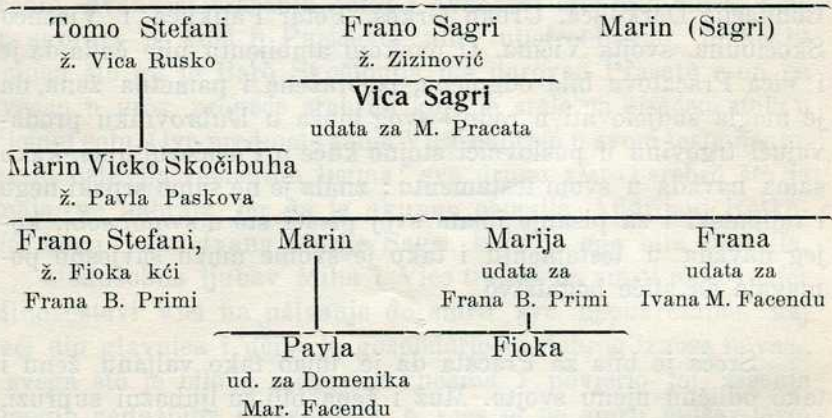 Tomo Stefani Frano Sagri Marin (Sagri)
ž. Vica Rusko ž. Zizinović
Vica Sagri
udata za M. Pracata
Marin Vicko Skočibuha
ž. Pavla Paskova
Frano Stefani, Marin Marija Frana
ž. Fioka kći udata za udata za
Frana B. Primi Frana B. Primi Ivana M. Facendu
Pavla Fioka
ud. za Domenika
Mar. Facendu